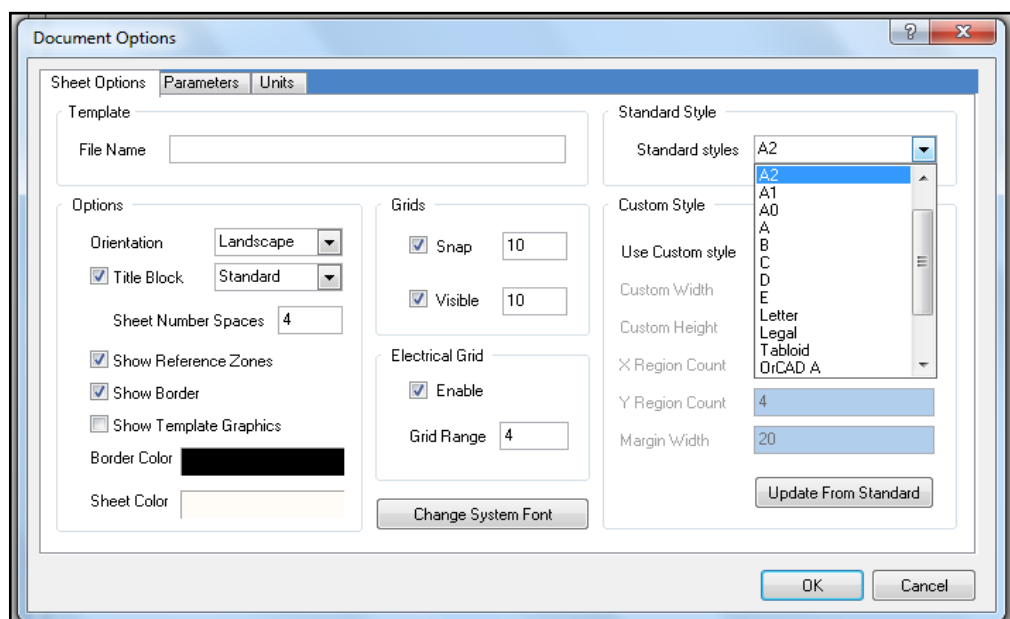 Document Options
Sheet Options Parameters Units
Template
File Name
Standard Style
Standard styles A2
A2
A1
A0
A
B
C
D
E
Letter
Legal
Tabloid
OrCAD A
Options
Orientation Landscape
Title Block Standard
Sheet Number Spaces 4
Show Reference Zones
Show Border
Show Template Graphics
Border Color
Sheet Color
Grids
Snap 10
Visible 10
Electrical Grid
Enable
Grid Range 4
Change System Font
Custom Style
Use Custom style
Custom Width
Custom Height
X Region Count
Y Region Count 4
Margin Width 20
Update From Standard
OK Cancel